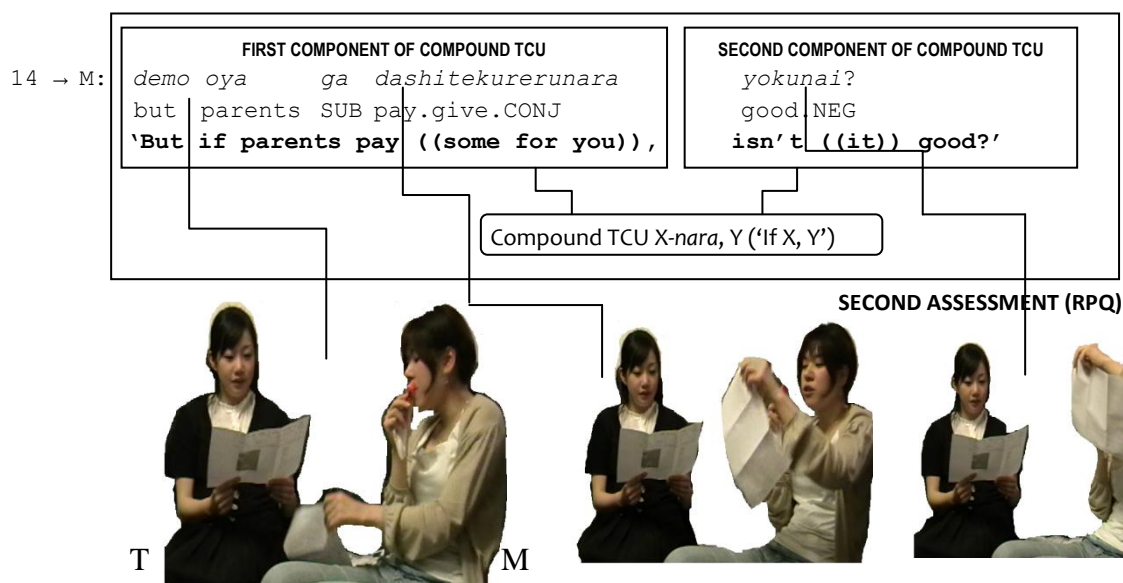 FIRST COMPONENT OF COMPOUND TCU SECOND COMPONENT OF COMPOUND TCU
14 → M: demo oya ga dashitekurerunara yokunai?
but parents SUB pay.give.CONJ good.NEG
‘But if parents pay ((some for you)), isn’t ((it)) good?’
Compound TCU X-nara, Y (‘If X, Y’)
SECOND ASSESSMENT (RPQ)
T M